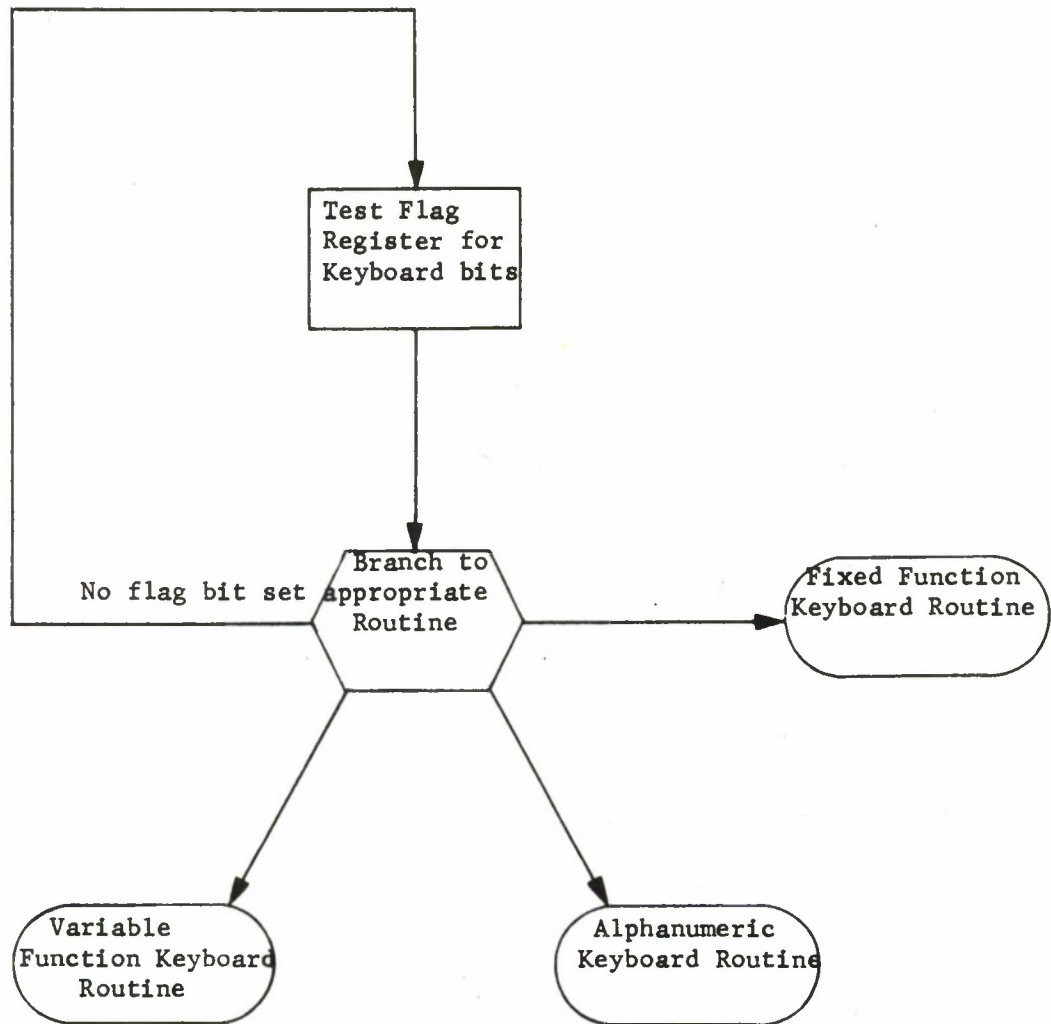 Test Flag
Register for
Keyboard bits
No flag bit set
Branch to
appropriate
Routine
Fixed Function
Keyboard Routine
Variable
Function Keyboard
Routine
Alphanumeric
Keyboard Routine